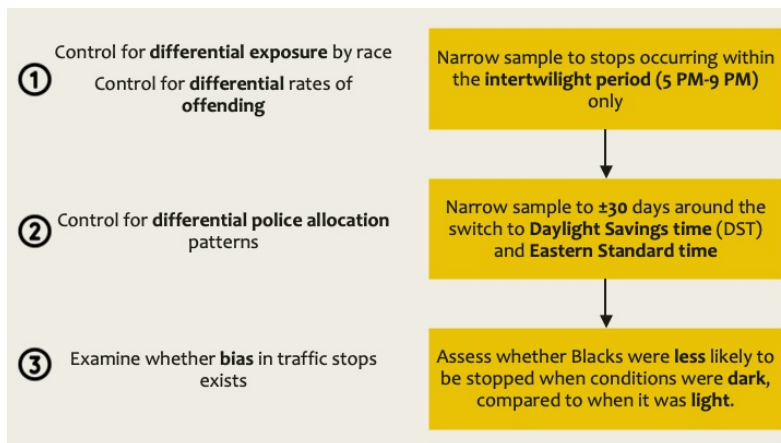 ①
Control for differential exposure by race
Control for differential rates of
offending
Narrow sample to stops occurring within
the intertwilight period (5 PM-9 PM)
only
②
Control for differential police allocation
patterns
Narrow sample to ±30 days around the
switch to Daylight Savings time (DST)
and Eastern Standard time
③
Examine whether bias in traffic stops
exists
Assess whether Blacks were less likely to
be stopped when conditions were dark,
compared to when it was light.